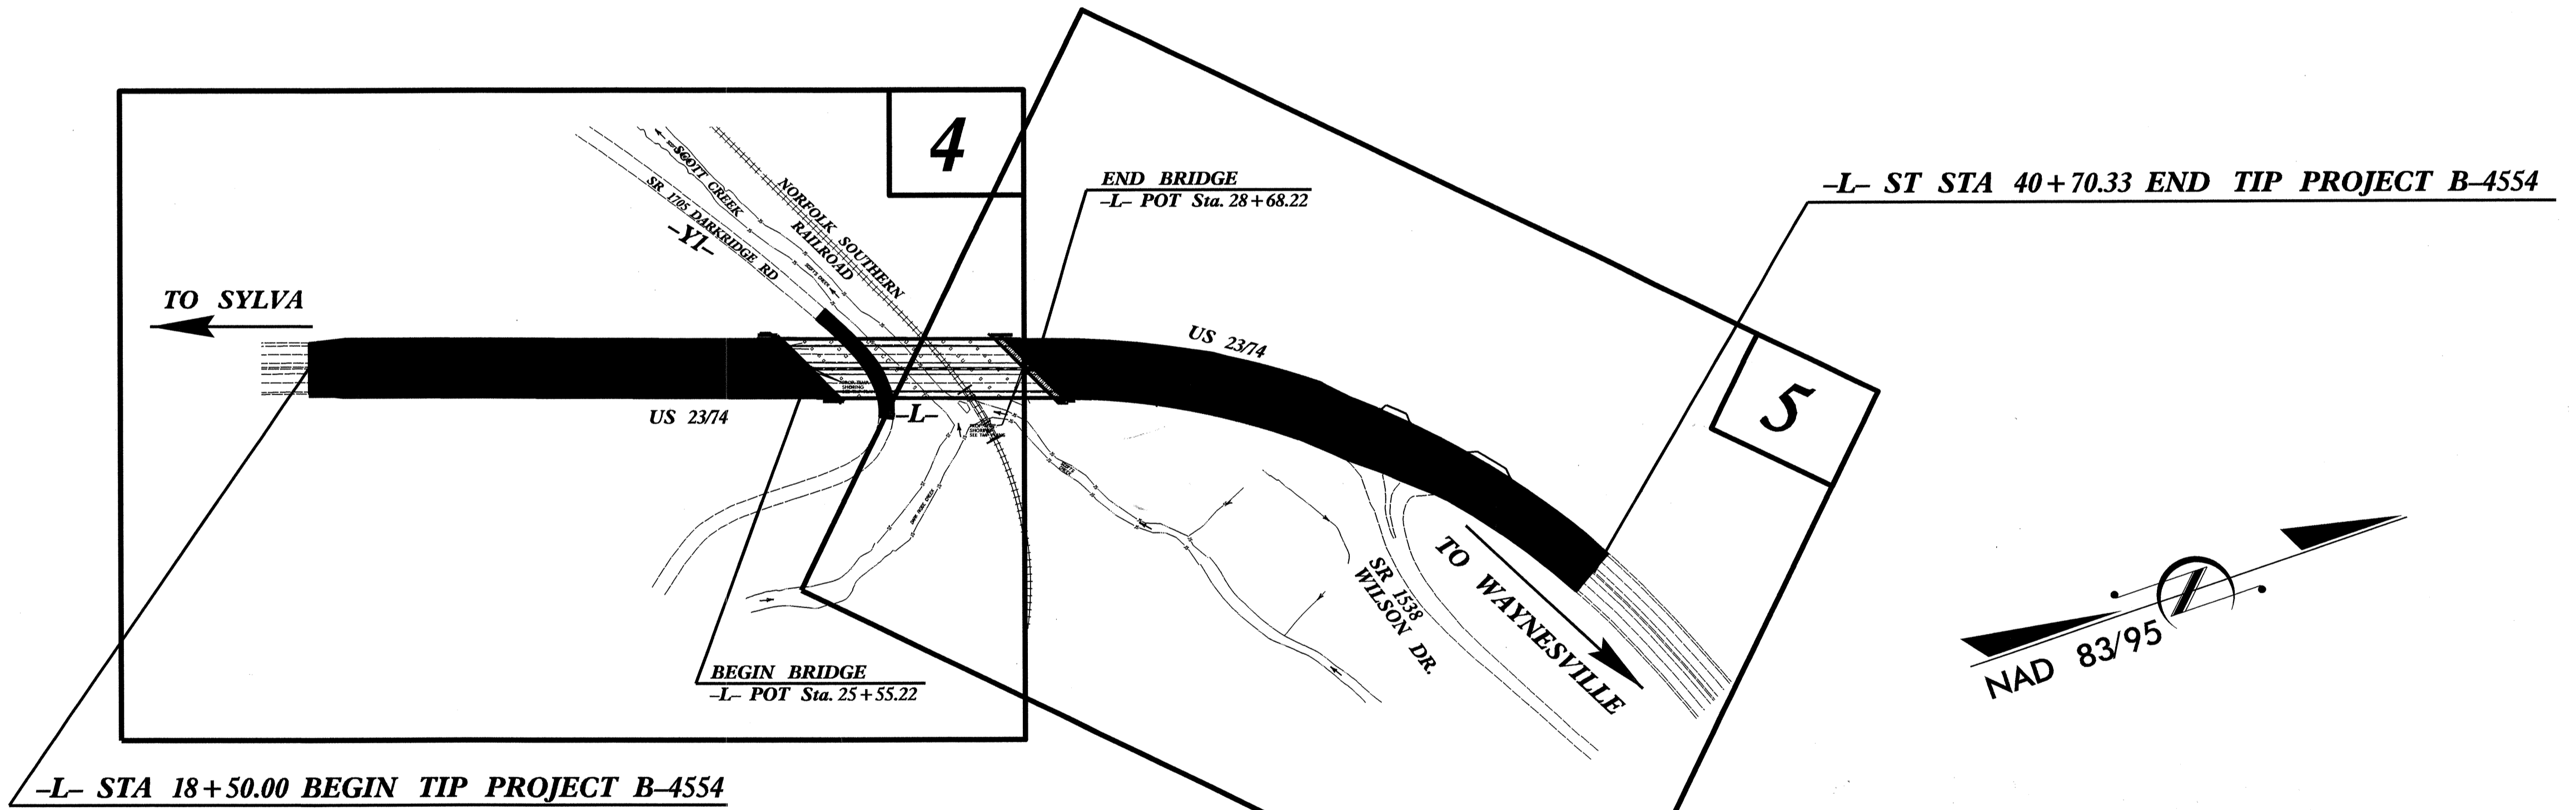 4
SCOTT CREEK
NORFOLK SOUTHERN
RAILROAD
SR 1705 DARKRIDGE RD
–Y1–
TO SYLVA
END BRIDGE
–L– POT Sta. 28+68.22
–L– ST STA 40+70.33 END TIP PROJECT B–4554
US 23/74
5
US 23/74
–L–
SR 1538
WILSON DR.
TO WAYNESVILLE
NAD 83/95
BEGIN BRIDGE
–L– POT Sta. 25+55.22
–L– STA 18+50.00 BEGIN TIP PROJECT B–4554